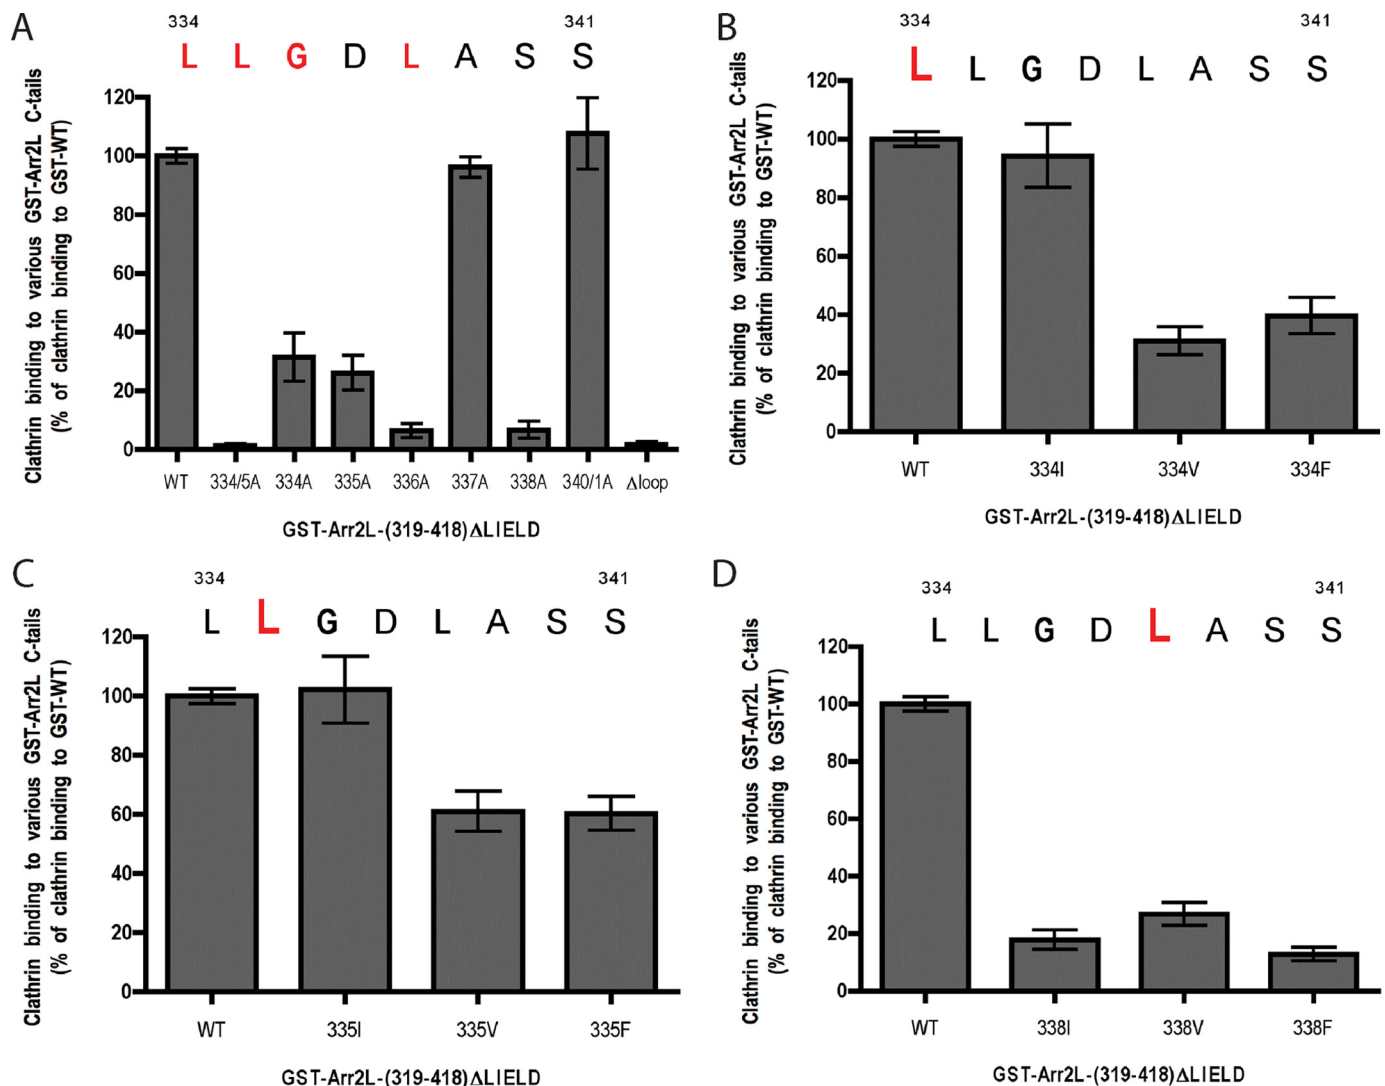 A
334 341
L L G D L A S S
Clathrin binding to various GST-Arr2L C-tails
(% of clathrin binding to GST-WT)
120
100
80
60
40
20
0
WT 334/5A 334A 335A 336A 337A 338A 340/1A Δloop
GST-Arr2L-(319-418)ΔLIELD
B
334 341
L L G D L A S S
Clathrin binding to various GST-Arr2L C-tails
(% of clathrin binding to GST-WT)
120
100
80
60
40
20
0
WT 334I 334V 334F
GST-Arr2L-(319-418)ΔLIELD
C
334 341
L L G D L A S S
Clathrin binding to various GST-Arr2L C-tails
(% of clathrin binding to GST-WT)
120
100
80
60
40
20
0
WT 335I 335V 335F
GST-Arr2L-(319-418)ΔLIELD
D
334 341
L L G D L A S S
Clathrin binding to various GST-Arr2L C-tails
(% of clathrin binding to GST-WT)
120
100
80
60
40
20
0
WT 338I 338V 338F
GST-Arr2L-(319-418)ΔLIELD